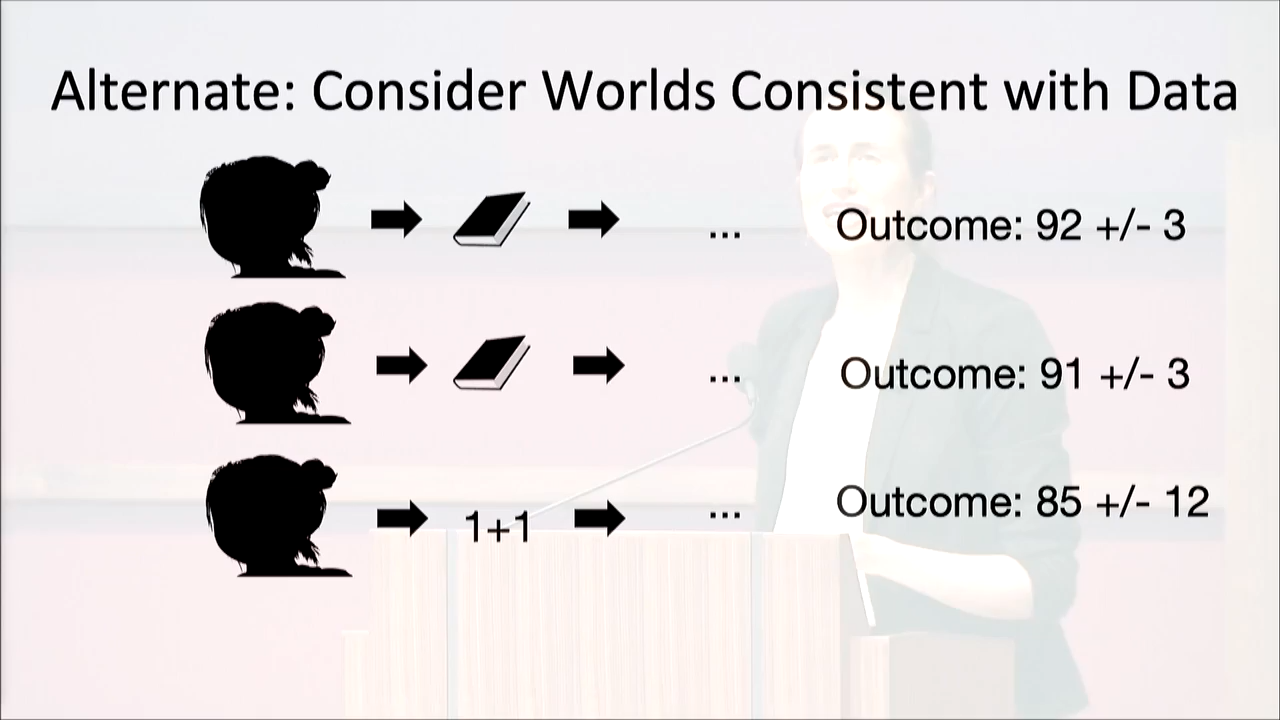 Alternate: Consider Worlds Consistent with Data
... Outcome: 92 +/- 3
... Outcome: 91 +/- 3
1+1 ... Outcome: 85 +/- 12